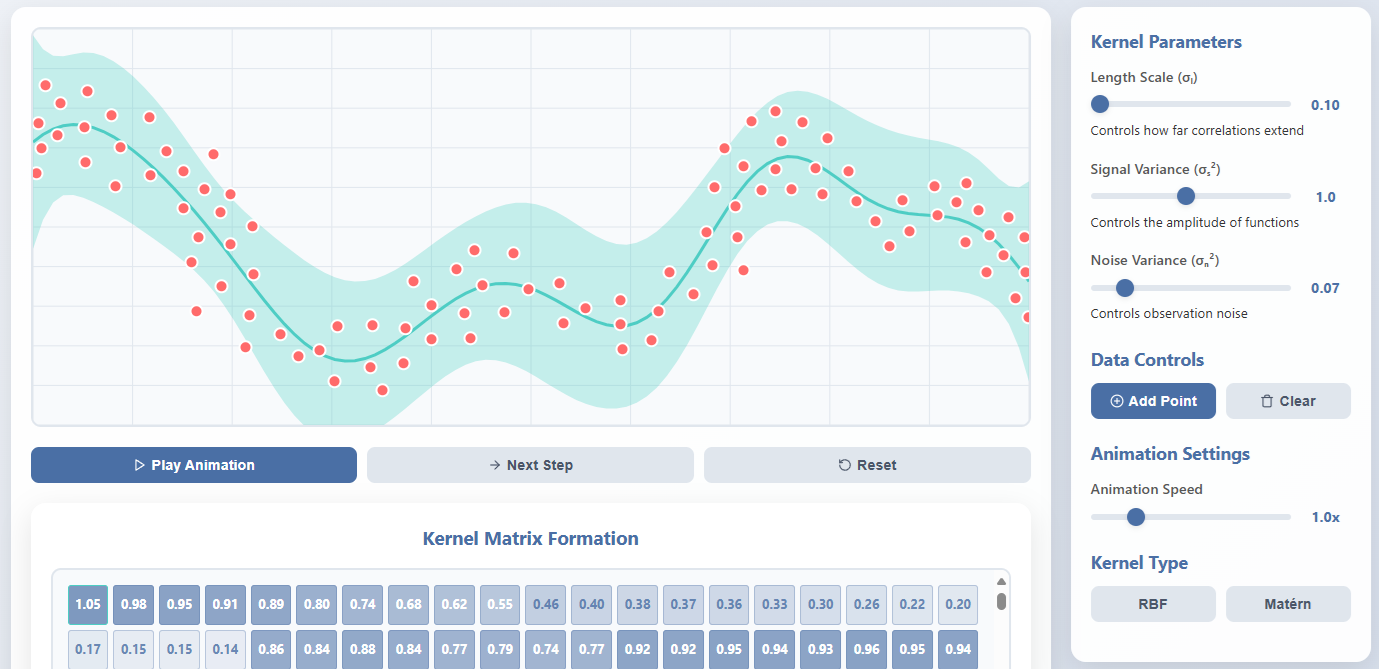 Play Animation
Next Step
Reset
Kernel Matrix Formation
1.05 0.98 0.95 0.91 0.89 0.80 0.74 0.68 0.62 0.55 0.46 0.40 0.38 0.37 0.36 0.33 0.30 0.26 0.22 0.20
0.17 0.15 0.15 0.14 0.86 0.84 0.88 0.84 0.77 0.79 0.74 0.77 0.92 0.92 0.95 0.94 0.93 0.96 0.95 0.94
Kernel Parameters
Length Scale (σₗ)
0.10
Controls how far correlations extend
Signal Variance (σₛ²)
1.0
Controls the amplitude of functions
Noise Variance (σₙ²)
0.07
Controls observation noise
Data Controls
Add Point
Clear
Animation Settings
Animation Speed
1.0x
Kernel Type
RBF
Matérn